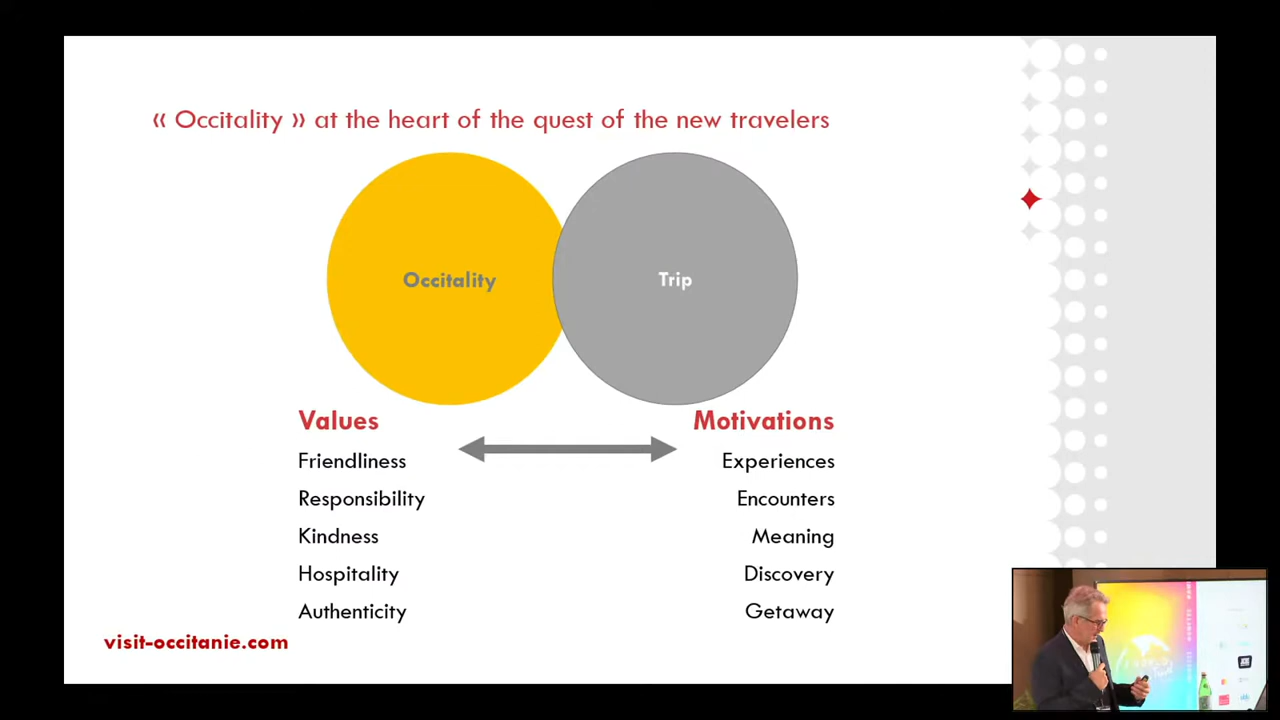 « Occitality » at the heart of the quest of the new travelers
Occitality
Trip
Values
Motivations
Friendliness
Experiences
Responsibility
Encounters
Kindness
Meaning
Hospitality
Discovery
Authenticity
Getaway
visit-occitanie.com